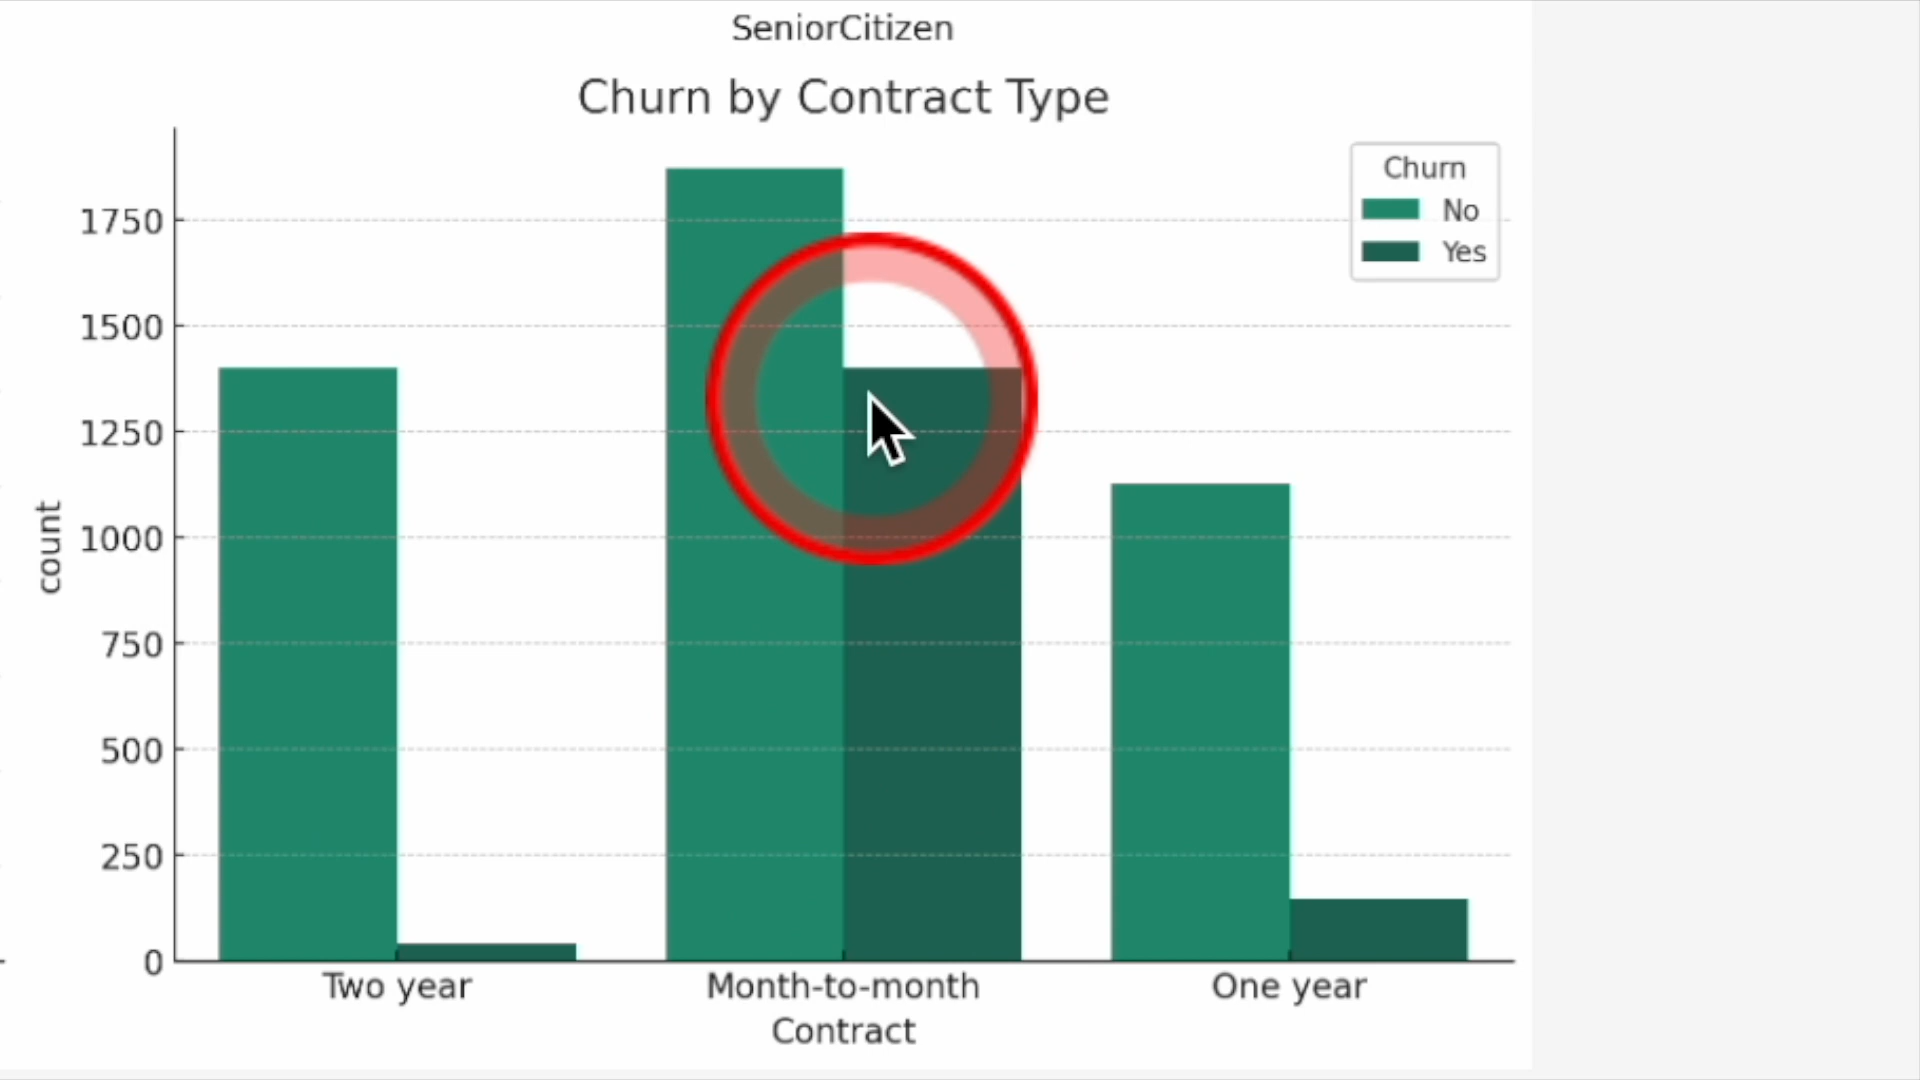 SeniorCitizen
Churn by Contract Type
Churn
No
Yes
1750
1500
1250
1000
750
500
250
0
count
Two year
Month-to-month
One year
Contract